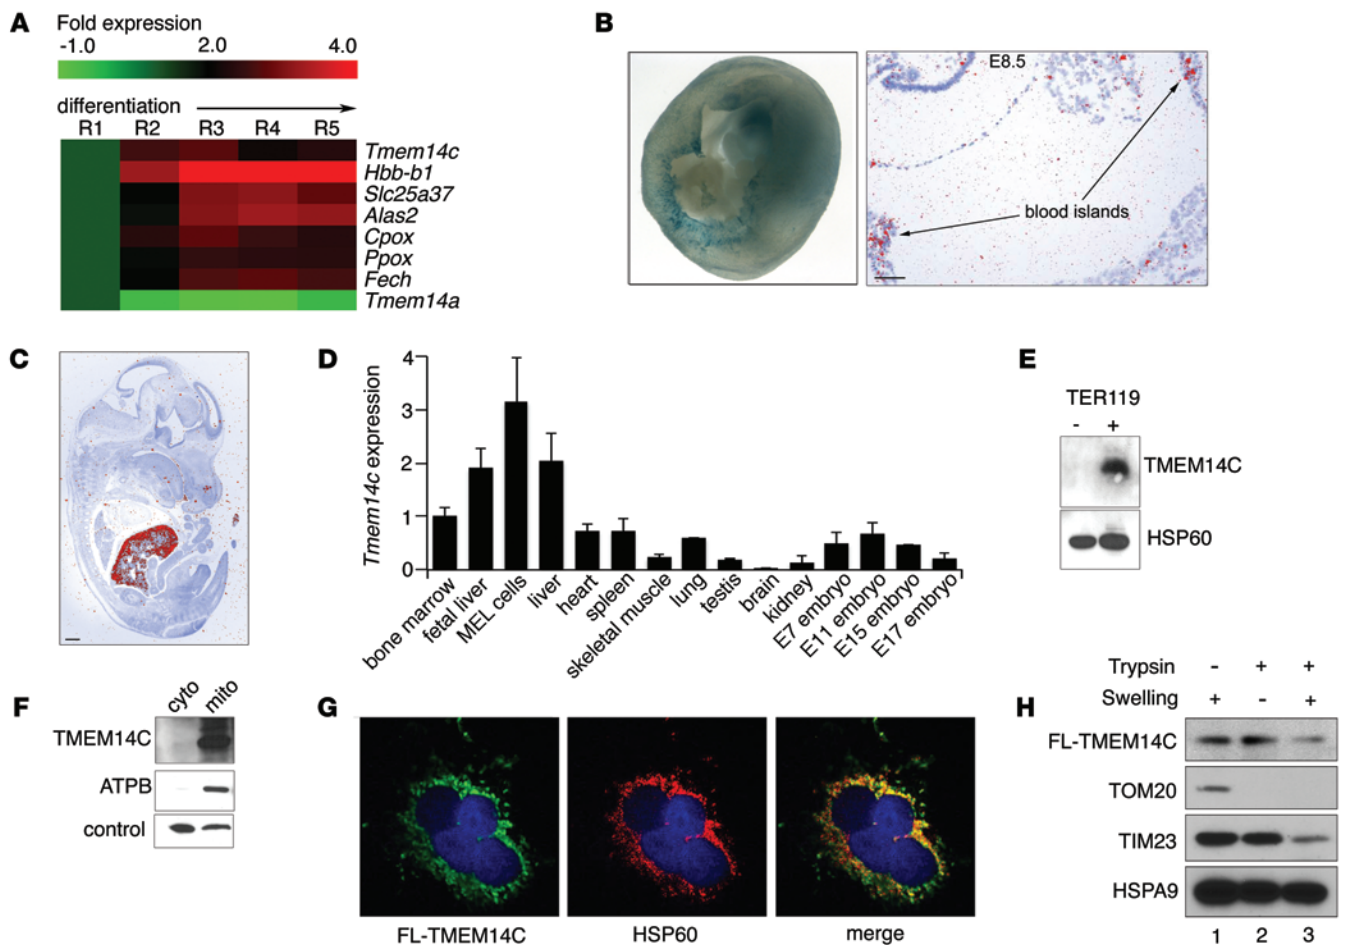 A
Fold expression
-1.0 2.0 4.0
differentiation
R1 R2 R3 R4 R5
Tmem14c
Hbb-b1
Slc25a37
Alas2
Cpox
Ppox
Fech
Tmem14a
B
E8.5
blood islands
C
D
Tmem14c expression
4
3
2
1
0
bone marrow
fetal liver
MEL cells
liver
heart
spleen
skeletal muscle
lung
testis
brain
kidney
E7 embryo
E11 embryo
E15 embryo
E17 embryo
E
TER119
- +
TMEM14C
HSP60
F
cyto mito
TMEM14C
ATPB
control
G
FL-TMEM14C HSP60 merge
H
Trypsin - + +
Swelling + - +
FL-TMEM14C
TOM20
TIM23
HSPA9
1 2 3